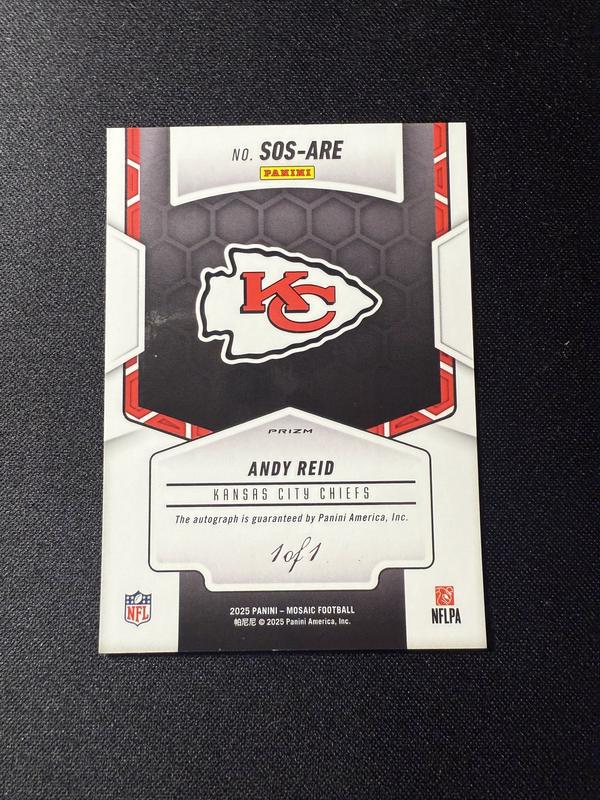 NO. SOS-ARE
PANINI
KC
PRIZM
ANDY REID
KANSAS CITY CHIEFS
The autograph is guaranteed by Panini America, Inc.
1 of 1
NFL
NFLPA
2025 PANINI – MOSAIC FOOTBALL
帕尼尼 © 2025 Panini America, Inc.